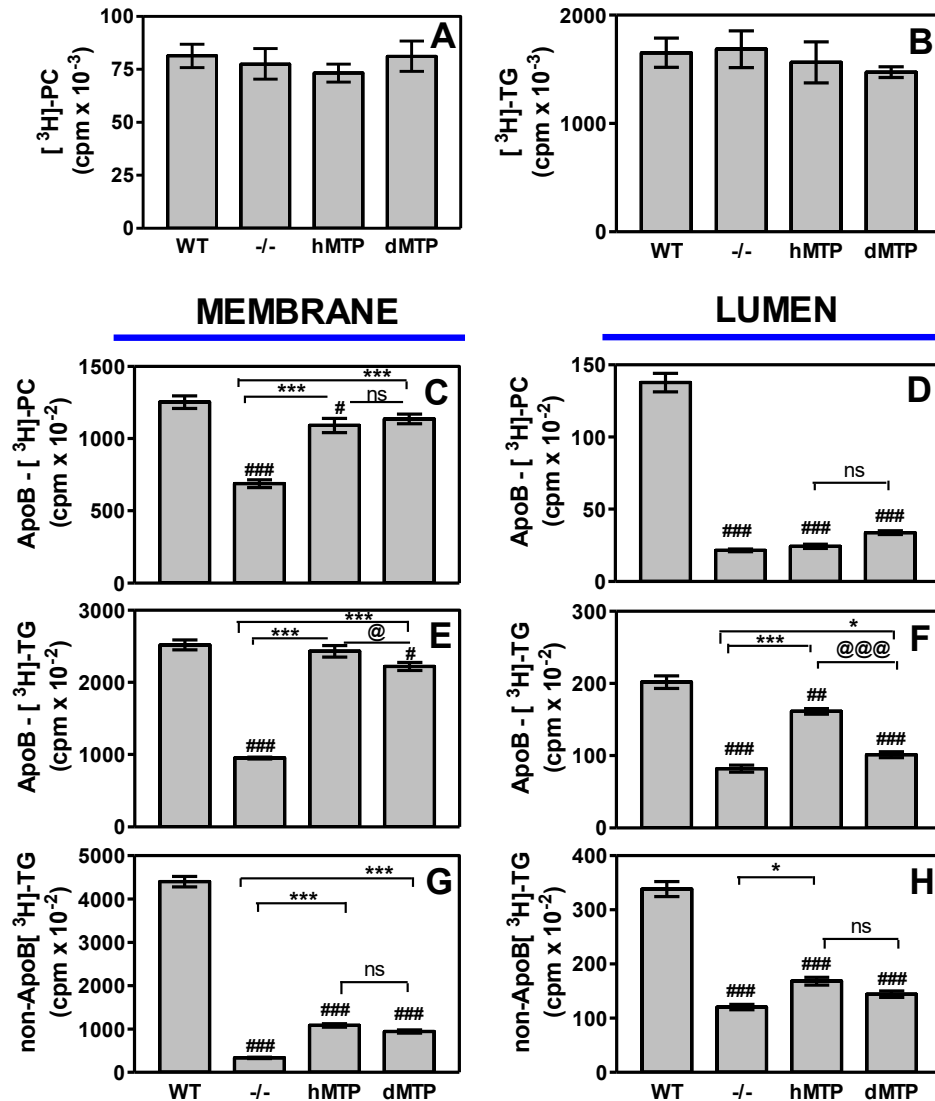 A
[ ³H]-PC
(cpm x 10⁻³)
100
75
50
25
0
WT -/- hMTP dMTP
B
[ ³H]-TG
(cpm x 10⁻³)
2000
1000
0
WT -/- hMTP dMTP
MEMBRANE
LUMEN
C
ApoB - [ ³H]-PC
(cpm x 10⁻²)
1500
1000
500
0
***
***
ns
#
###
D
ApoB - [ ³H]-PC
(cpm x 10⁻²)
150
100
50
0
ns
### ### ###
E
ApoB - [ ³H]-TG
(cpm x 10⁻²)
3000
2000
1000
0
***
***
@
#
###
F
ApoB - [ ³H]-TG
(cpm x 10⁻²)
300
200
100
0
*
***
@@@
##
### ###
G
non-ApoB[ ³H]-TG
(cpm x 10⁻²)
5000
4000
3000
2000
1000
0
***
***
ns
### ### ###
WT -/- hMTP dMTP
H
non-ApoB[ ³H]-TG
(cpm x 10⁻²)
400
300
200
100
0
*
ns
### ### ###
WT -/- hMTP dMTP